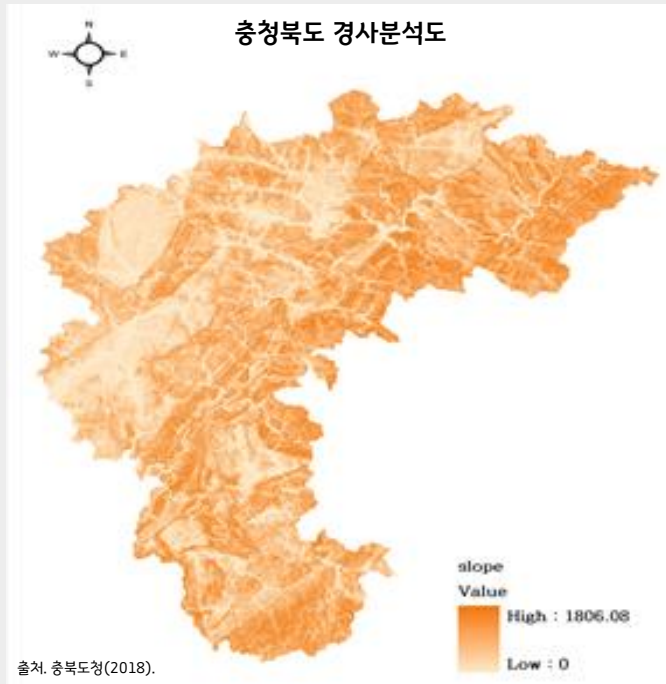 충청북도 경사분석도
N
W E
S
slope
Value
High : 1806.08
Low : 0
출처. 충북도청(2018).